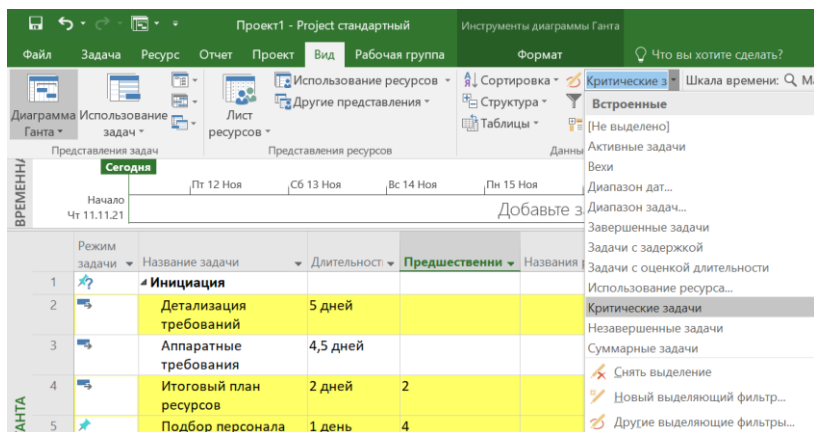 Проект1 - Project стандартный
Инструменты диаграммы Ганта
Файл Задача Ресурс Отчет Проект Вид Рабочая группа Формат Что вы хотите сделать?
Диаграмма Ганта
Использование задач
Лист ресурсов
Использование ресурсов
Другие представления
Сортировка
Структура
Таблицы
Критические з
Шкала времени:
Представления задач
Представления ресурсов
Данны
Встроенные
[Не выделено]
Активные задачи
Вехи
Диапазон дат...
Диапазон задач...
Завершенные задачи
Задачи с задержкой
Задачи с оценкой длительности
Использование ресурса...
Критические задачи
Незавершенные задачи
Суммарные задачи
Снять выделение
Новый выделяющий фильтр...
Другие выделяющие фильтры...
Сегодня
Пт 12 Ноя Сб 13 Ноя Вс 14 Ноя Пн 15 Ноя
Начало
Чт 11.11.21
Добавьте з
Режим задачи Название задачи Длительност Предшественни Названия
1 Инициация
2 Детализация требований 5 дней
3 Аппаратные требования 4,5 дней
4 Итоговый план ресурсов 2 дней 2
5 Подбор персонала 1 день 4